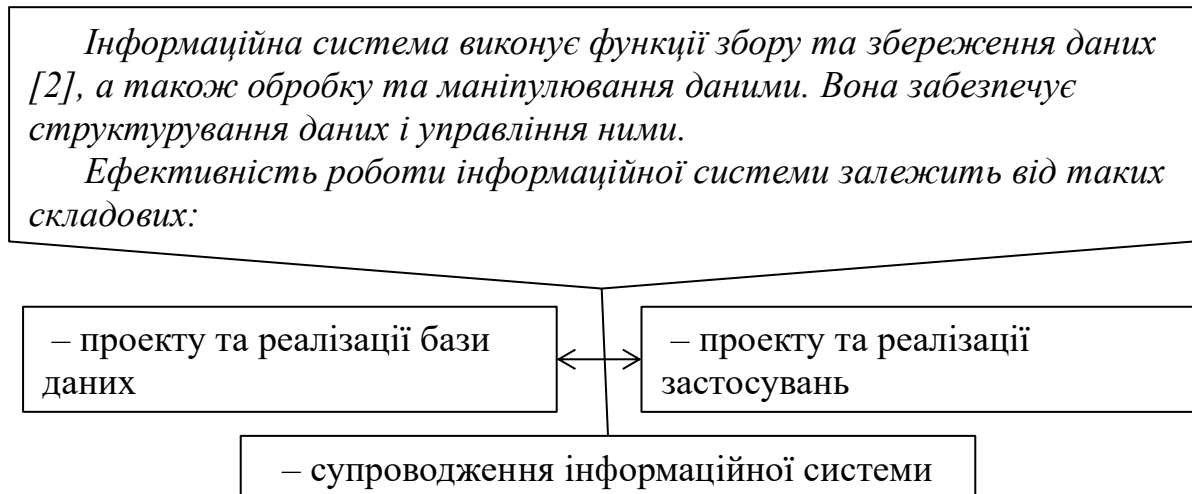 Інформаційна система виконує функції збору та збереження даних
[2], а також обробку та маніпулювання даними. Вона забезпечує
структурування даних і управління ними.
Ефективність роботи інформаційної системи залежить від таких
складових:
– проекту та реалізації бази
даних
– проекту та реалізації
застосувань
– супроводження інформаційної системи